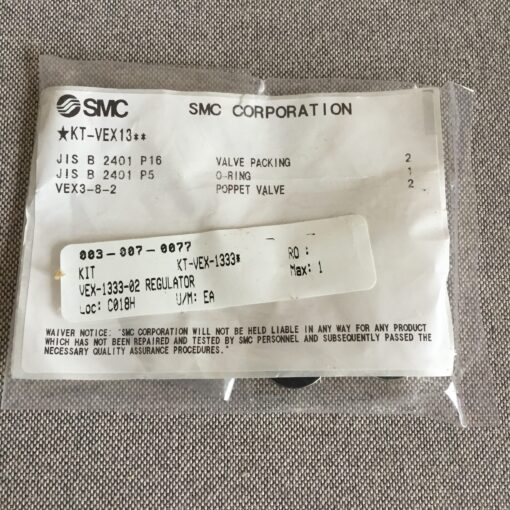 SMC SMC CORPORATION
★KT-VEX13**
JIS B 2401 P16 VALVE PACKING 2
JIS B 2401 P5 O-RING 1
VEX3-8-2 POPPET VALVE 2
003-007-0077
KIT KT-VEX-1333* RO :
VEX-1333-02 REGULATOR Max: 1
Loc: C018H U/M: EA
WAIVER NOTICE: "SMC CORPORATION WILL NOT BE HELD LIABLE IN ANY WAY FOR ANY PRODUCT
WHICH HAS NOT BEEN REPAIRED AND TESTED BY SMC PERSONNEL AND SUBSEQUENTLY PASSED THE
NECESSARY QUALITY ASSURANCE PROCEDURES."